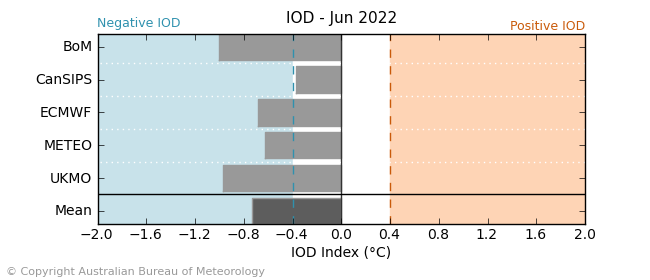 IOD - Jun 2022
Negative IOD
Positive IOD
BoM
CanSIPS
ECMWF
METEO
UKMO
Mean
−2.0 −1.6 −1.2 −0.8 −0.4 0.0 0.4 0.8 1.2 1.6 2.0
IOD Index (°C)
© Copyright Australian Bureau of Meteorology